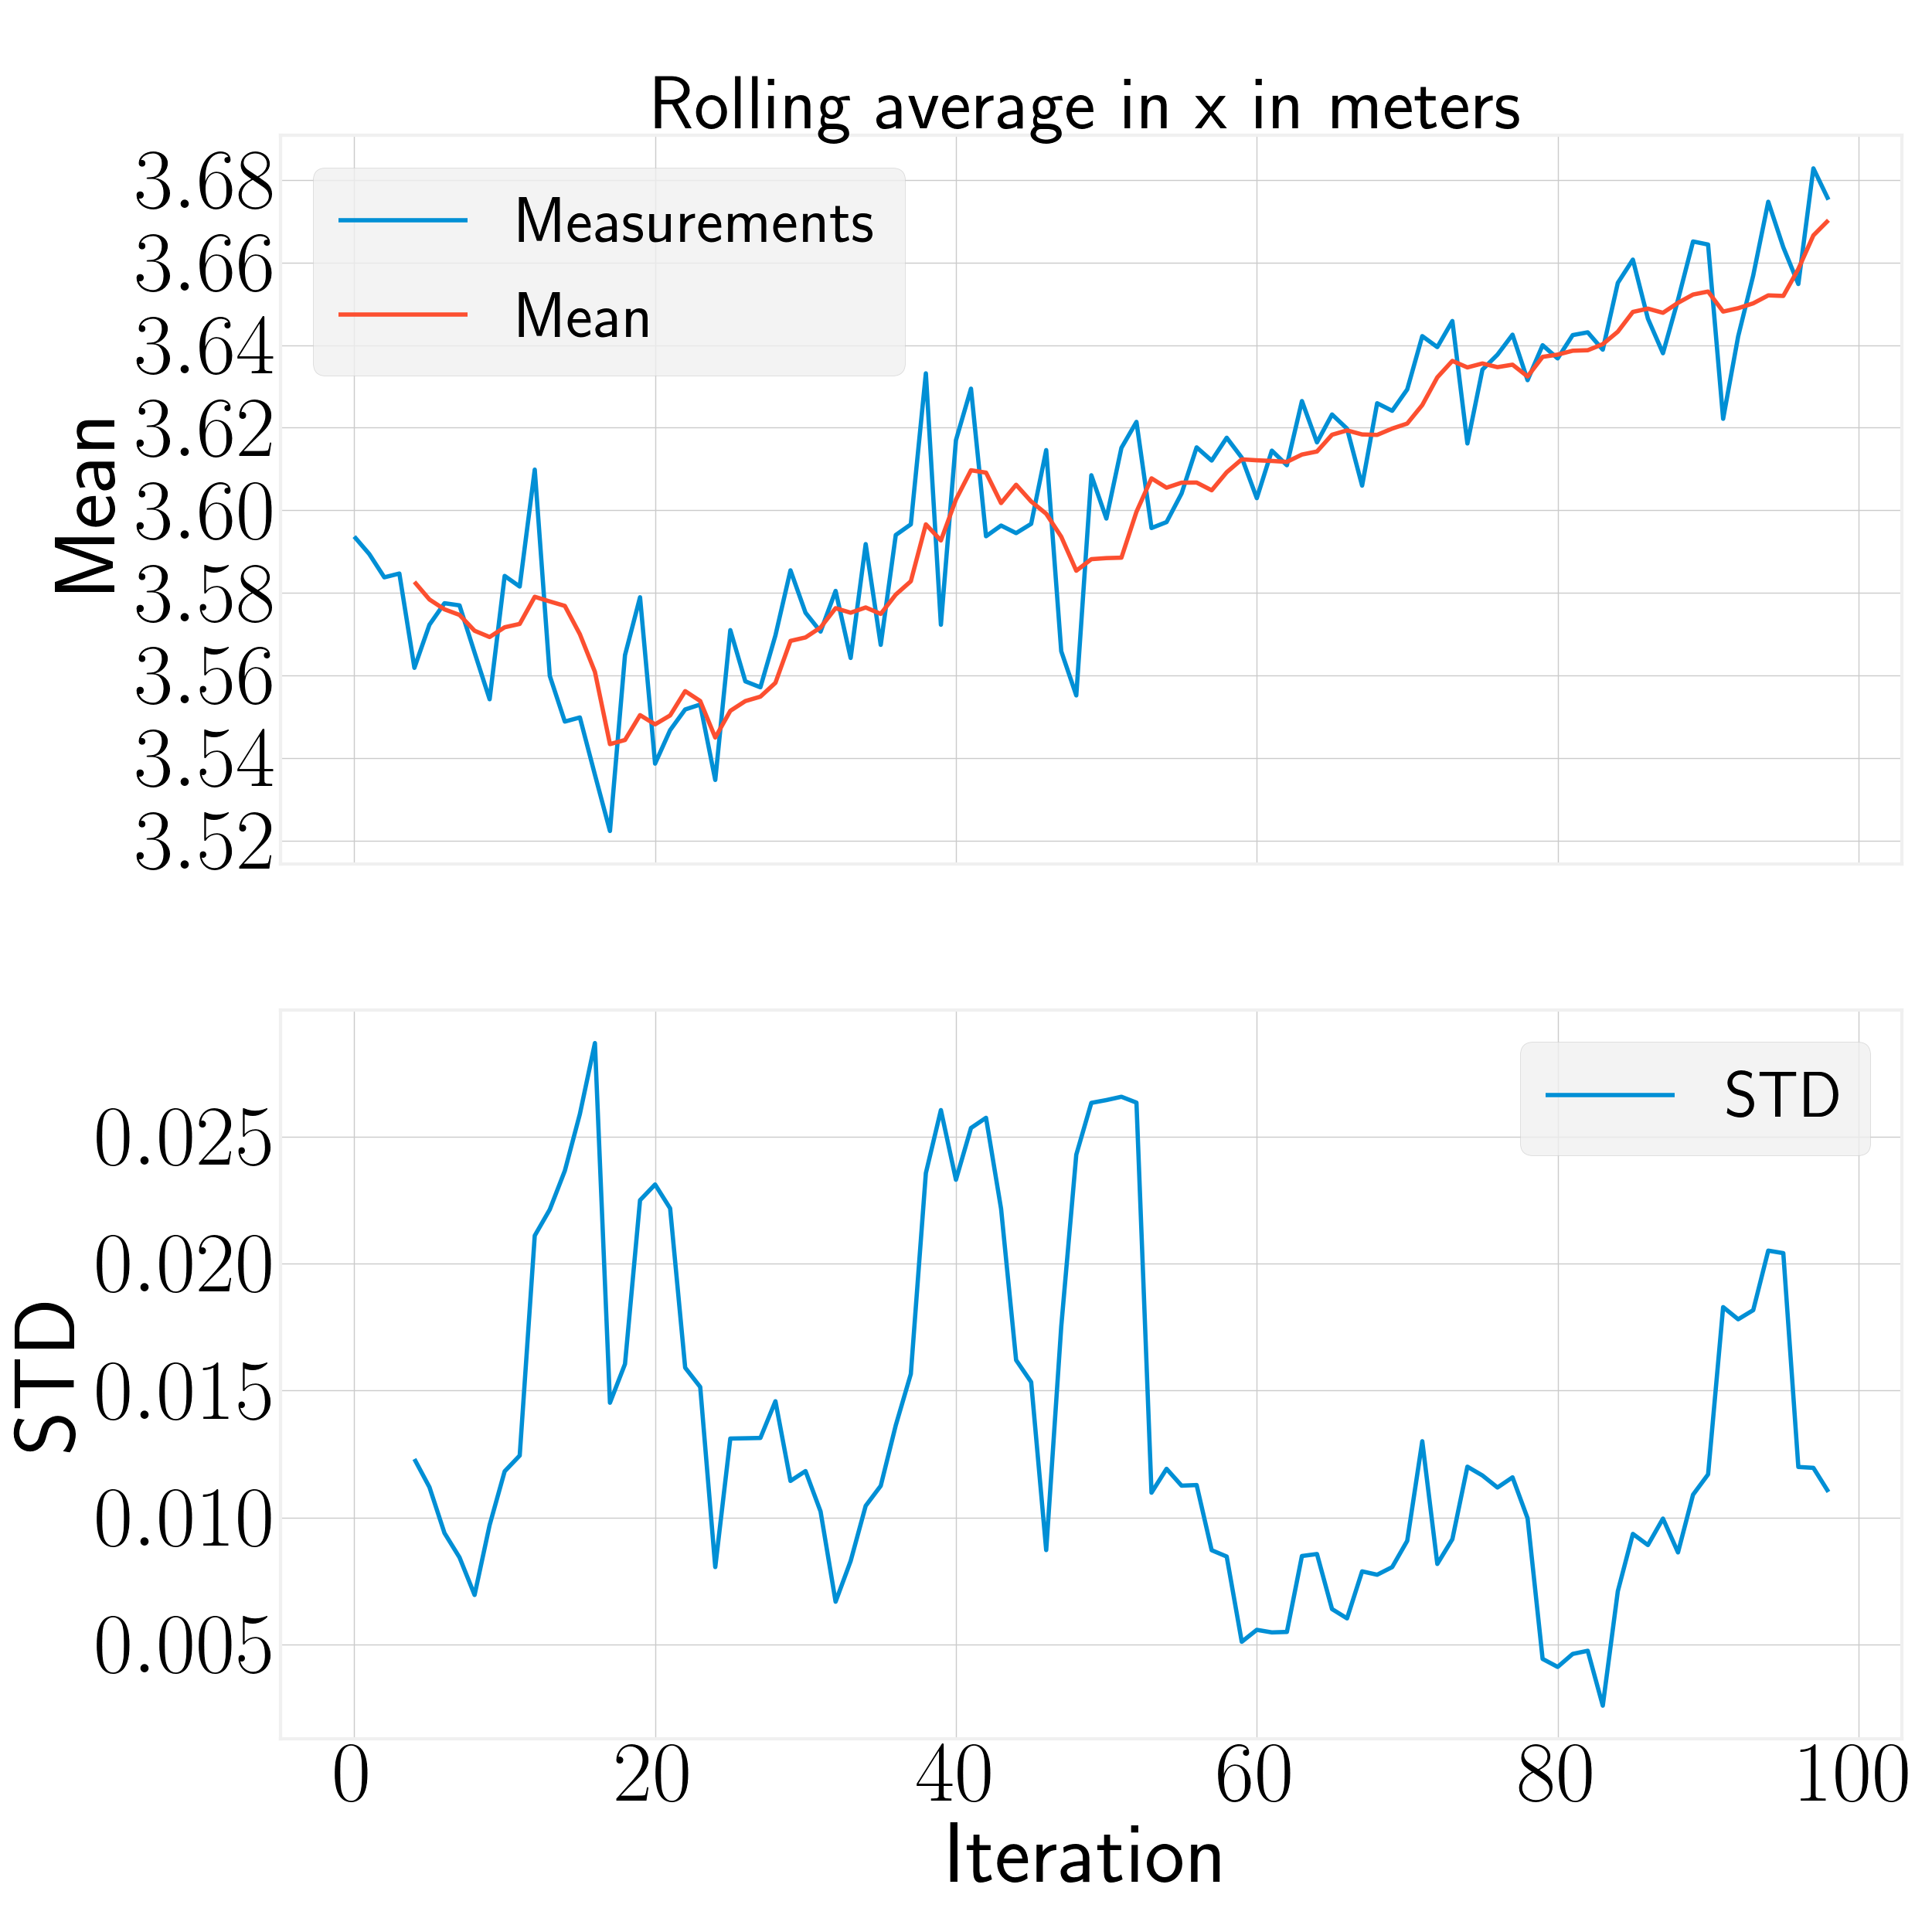 Rolling average in x in meters
Measurements
Mean
Mean
3.68
3.66
3.64
3.62
3.60
3.58
3.56
3.54
3.52
STD
STD
0.025
0.020
0.015
0.010
0.005
0 20 40 60 80 100
Iteration